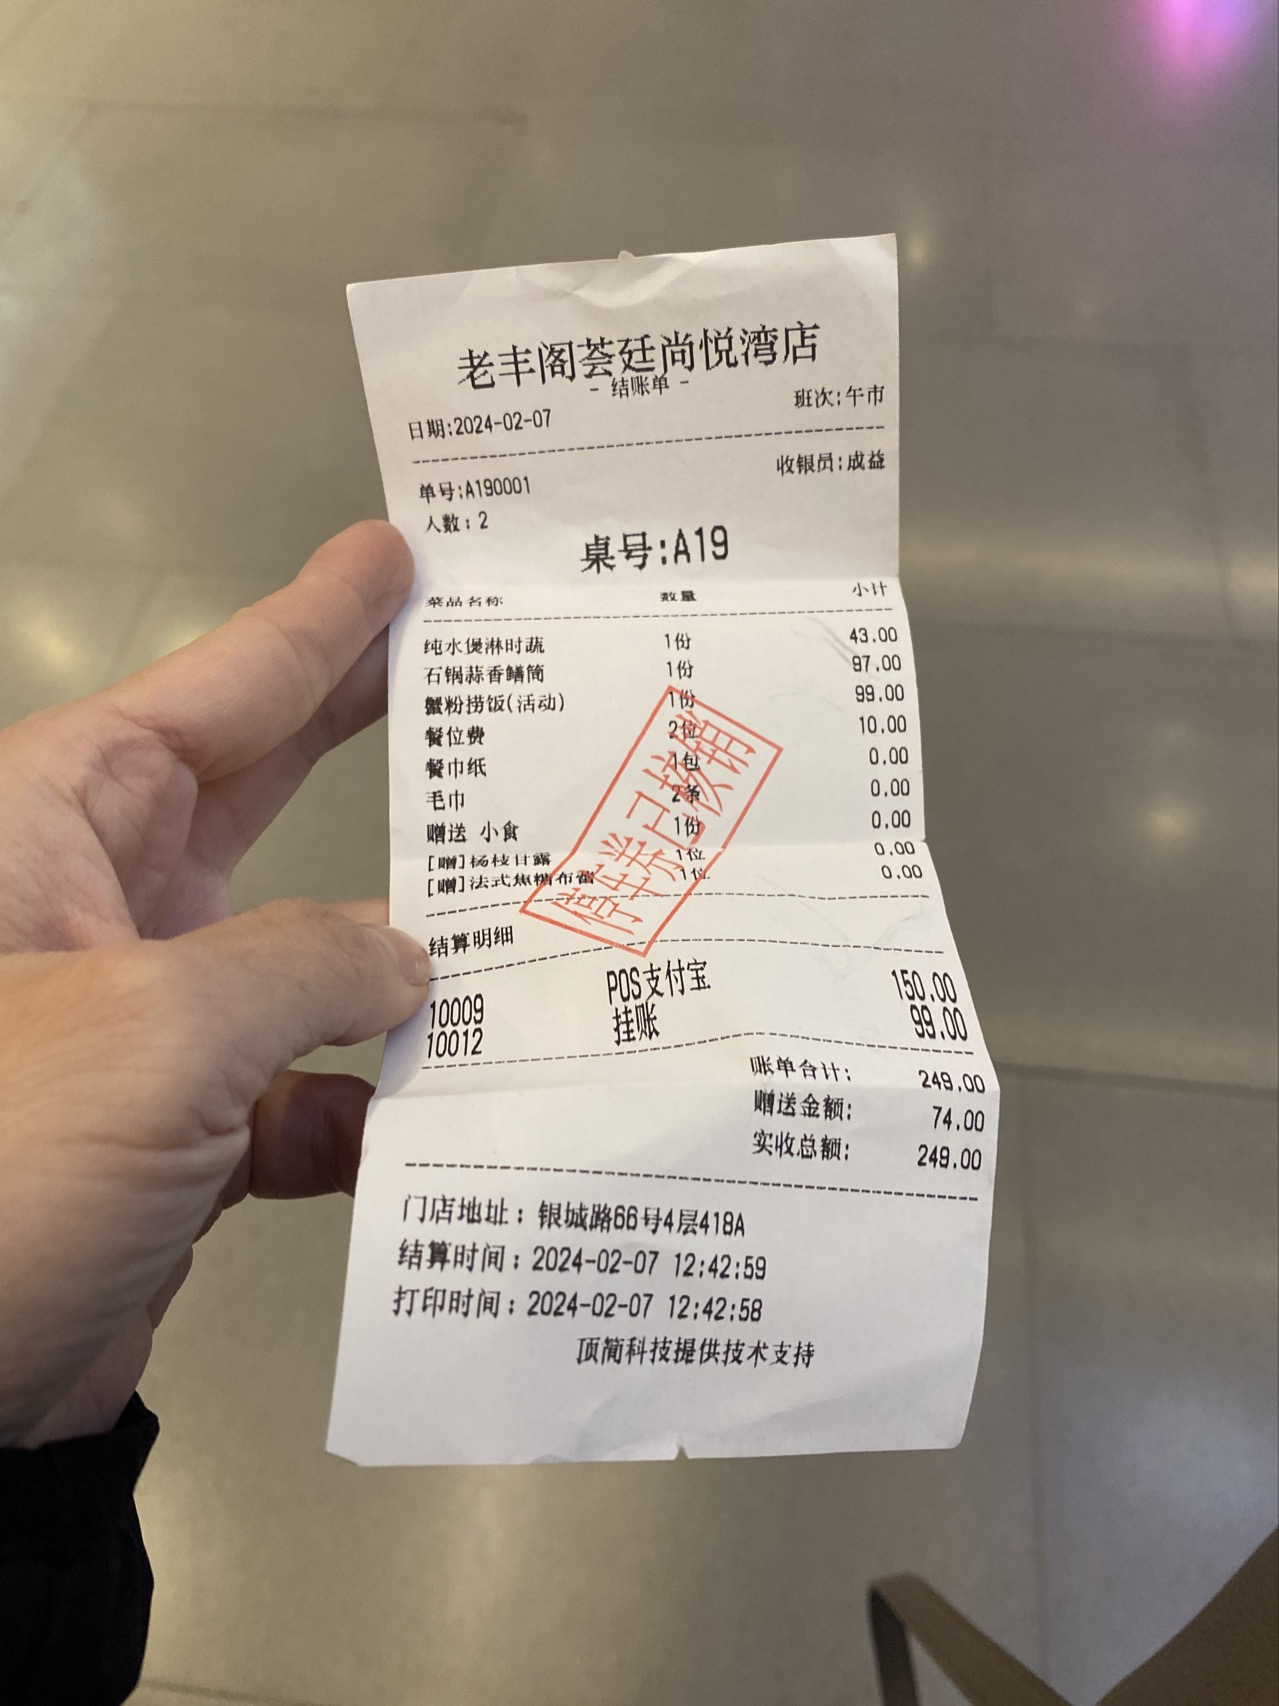 老丰阁荟廷尚悦湾店
- 结账单 -
日期:2024-02-07 班次:午市
单号:A190001 收银员:成益
人数: 2
桌号:A19
菜品名称 数量 小计
纯水煲淋时蔬 1份 43.00
石锅蒜香鳝筒 1份 97.00
蟹粉捞饭(活动) 1份 99.00
餐位费 2位 10.00
餐巾纸 1包 0.00
毛巾 2条 0.00
赠送 小食 1份 0.00
[赠]杨枝甘露 1位 0.00
[赠]法式焦糖布蕾 1位 0.00
停车券已核销
结算明细
10009 POS支付宝 150.00
10012 挂账 99.00
账单合计: 249.00
赠送金额: 74.00
实收总额: 249.00
门店地址: 银城路66号4层418A
结算时间: 2024-02-07 12:42:59
打印时间: 2024-02-07 12:42:58
顶简科技提供技术支持